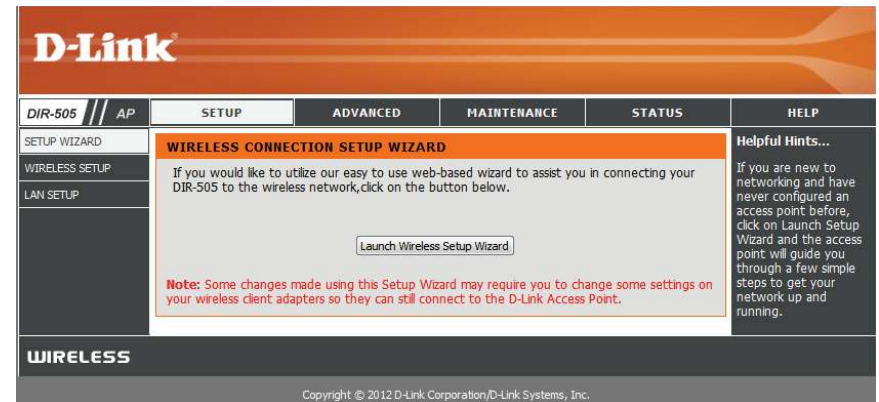 D-Link
DIR-505 // AP
SETUP
ADVANCED
MAINTENANCE
STATUS
HELP
SETUP WIZARD
WIRELESS SETUP
LAN SETUP
WIRELESS CONNECTION SETUP WIZARD
If you would like to utilize our easy to use web-based wizard to assist you in connecting your
DIR-505 to the wireless network,click on the button below.
Launch Wireless Setup Wizard
Note: Some changes made using this Setup Wizard may require you to change some settings on
your wireless client adapters so they can still connect to the D-Link Access Point.
Helpful Hints...
If you are new to
networking and have
never configured an
access point before,
click on Launch Setup
Wizard and the access
point will guide you
through a few simple
steps to get your
network up and
running.
WIRELESS
Copyright © 2012 D-Link Corporation/D-Link Systems, Inc.